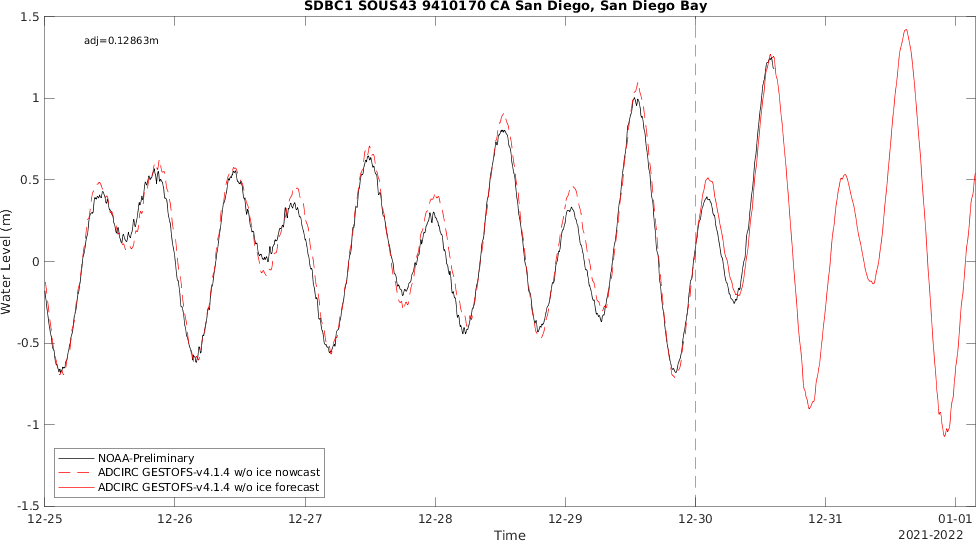 SDBC1 SOUS43 9410170 CA San Diego, San Diego Bay
1.5
adj=0.12863m
1
0.5
0
-0.5
-1
-1.5
Water Level (m)
NOAA-Preliminary
ADCIRC GESTOFS-v4.1.4 w/o ice nowcast
ADCIRC GESTOFS-v4.1.4 w/o ice forecast
12-25 12-26 12-27 12-28 12-29 12-30 12-31 01-01
Time
2021-2022